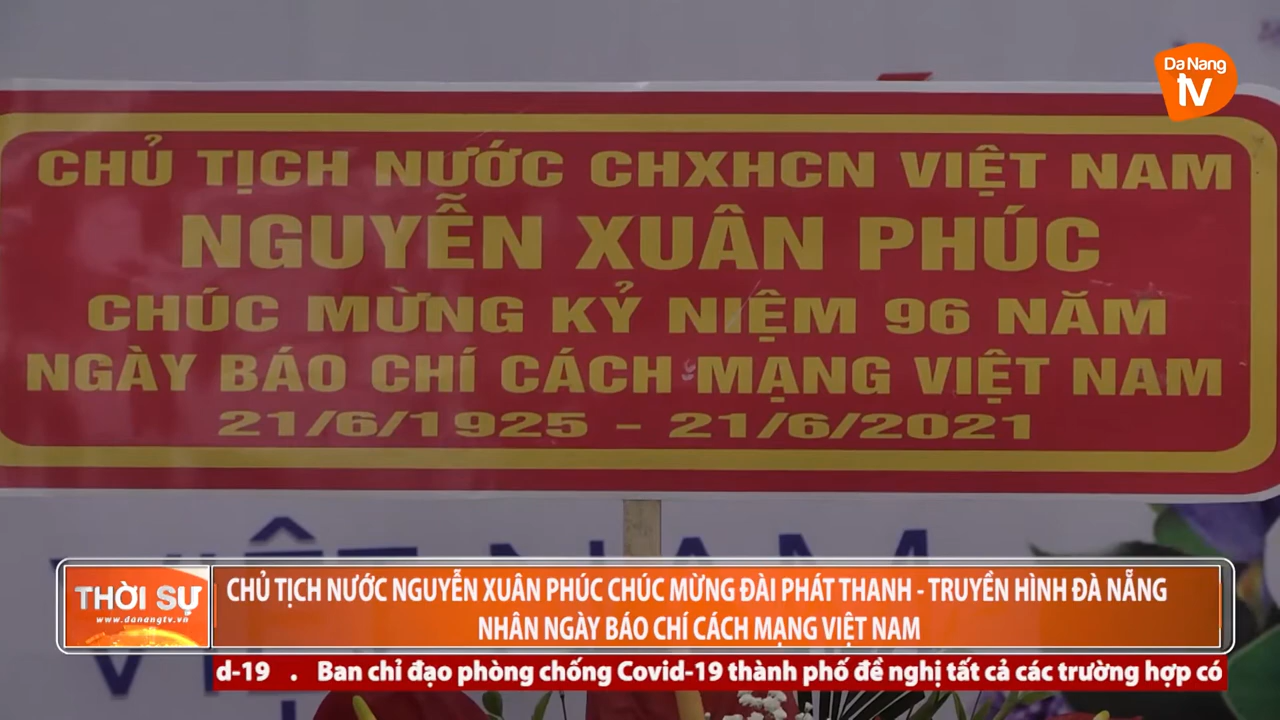 Da Nang
tv
CHỦ TỊCH NƯỚC CHXHCN VIỆT NAM
NGUYỄN XUÂN PHÚC
CHÚC MỪNG KỶ NIỆM 96 NĂM
NGÀY BÁO CHÍ CÁCH MẠNG VIỆT NAM
21/6/1925 - 21/6/2021
VIỆT NAM
THỜI SỰ
www.danangtv.vn
CHỦ TỊCH NƯỚC NGUYỄN XUÂN PHÚC CHÚC MỪNG ĐÀI PHÁT THANH - TRUYỀN HÌNH ĐÀ NẴNG
NHÂN NGÀY BÁO CHÍ CÁCH MẠNG VIỆT NAM
d-19 . Ban chỉ đạo phòng chống Covid-19 thành phố đề nghị tất cả các trường hợp có